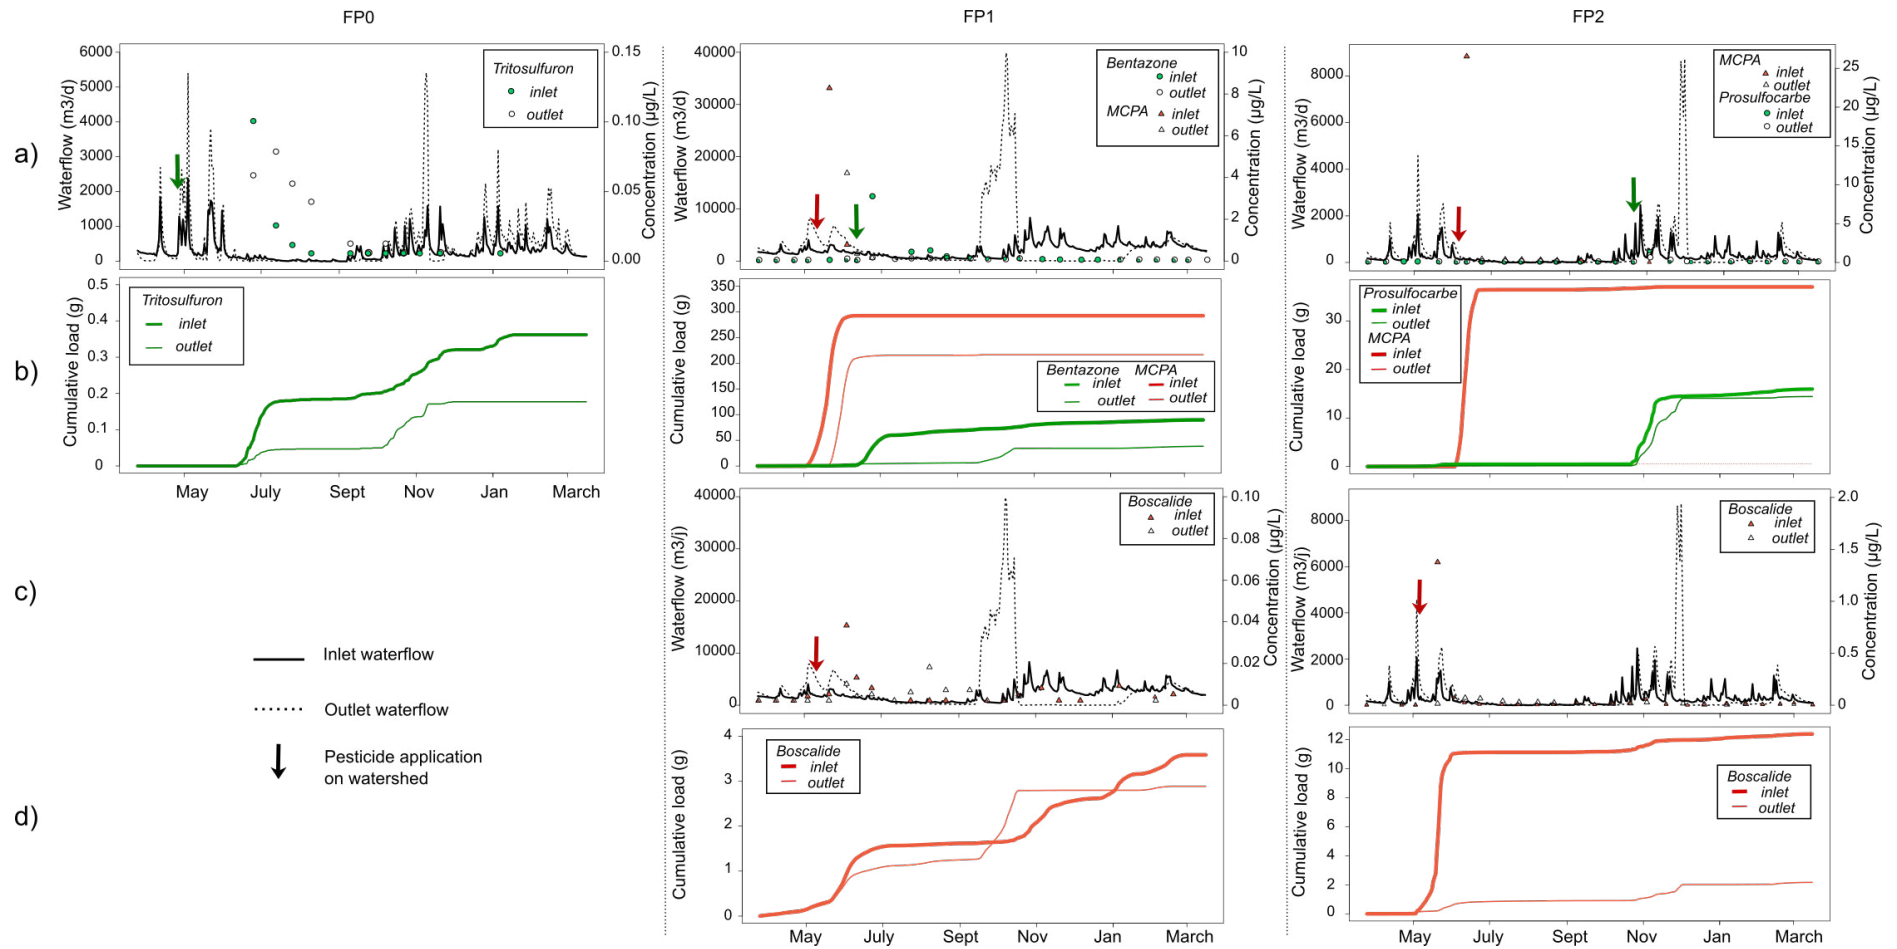 FP0
FP1
FP2
a)
6000
5000
4000
3000
2000
1000
0
Waterflow (m3/d)
0.15
0.10
0.05
0.00
Concentration (µg/L)
Tritosulfuron
inlet
outlet
40000
30000
20000
10000
0
Waterflow (m3/d)
10
8
6
4
2
0
Concentration (µg/L)
Bentazone
inlet
outlet
MCPA
inlet
outlet
8000
6000
4000
2000
0
Waterflow (m3/d)
25
20
15
10
5
0
Concentration (µg/L)
MCPA
inlet
outlet
Prosulfocarbe
inlet
outlet
b)
0.5
0.4
0.3
0.2
0.1
0
Cumulative load (g)
Tritosulfuron
inlet
outlet
May
July
Sept
Nov
Jan
March
350
300
250
200
150
100
50
0
Cumulative load (g)
Bentazone MCPA
inlet inlet
outlet outlet
30
20
10
0
Cumulative load (g)
Prosulfocarbe
inlet
outlet
MCPA
inlet
outlet
c)
40000
30000
20000
10000
0
Waterflow (m3/j)
0.10
0.08
0.06
0.04
0.02
0
Concentration (µg/L)
Boscalide
inlet
outlet
8000
6000
4000
2000
0
Waterflow (m3/j)
2.0
1.5
1.0
0.5
0
Concentration (µg/L)
Boscalide
inlet
outlet
Inlet waterflow
Outlet waterflow
Pesticide application
on watershed
d)
4
3
2
1
0
Cumulative load (g)
Boscalide
inlet
outlet
May
July
Sept
Nov
Jan
March
12
10
8
6
4
2
0
Cumulative load (g)
Boscalide
inlet
outlet
May
July
Sept
Nov
Jan
March